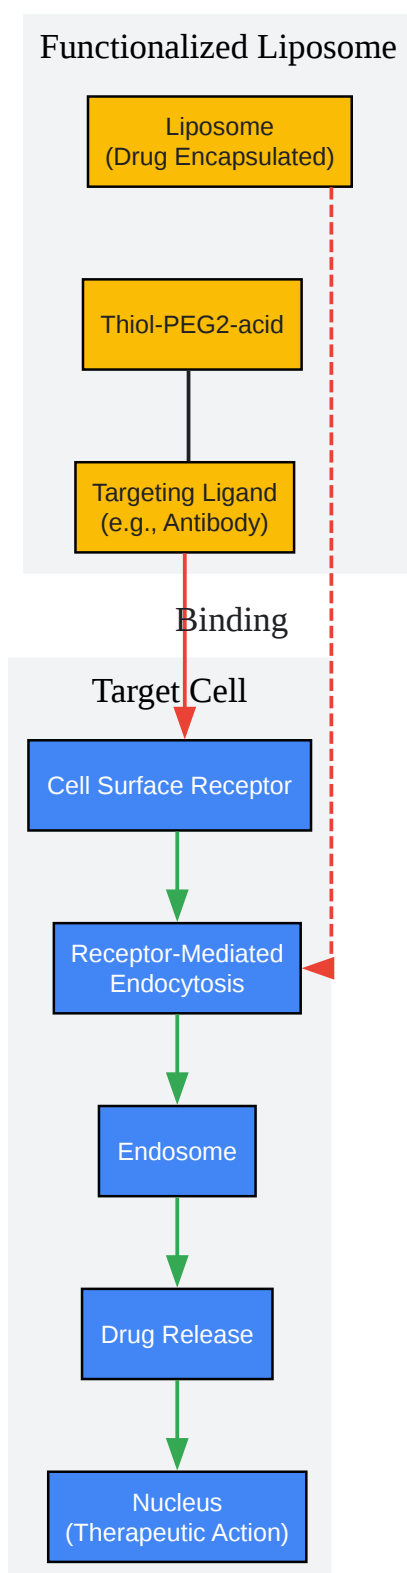 Functionalized Liposome
Liposome
(Drug Encapsulated)
Thiol-PEG2-acid
Targeting Ligand
(e.g., Antibody)
Binding
Target Cell
Cell Surface Receptor
Receptor-Mediated
Endocytosis
Endosome
Drug Release
Nucleus
(Therapeutic Action)